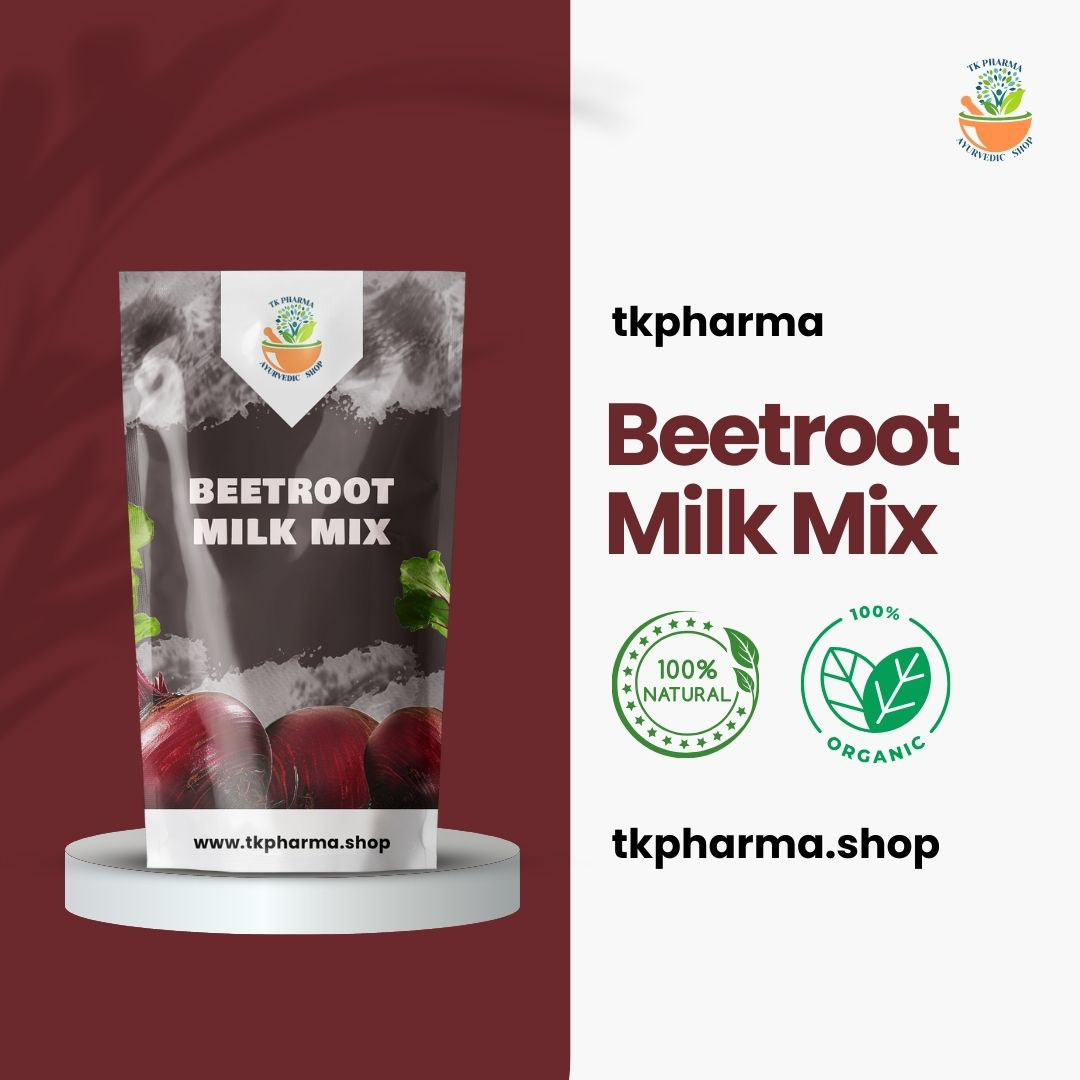 TK PHARMA
AYURVEDIC SHOP
TK PHARMA
AYURVEDIC SHOP
BEETROOT
MILK MIX
www.tkpharma.shop
tkpharma
Beetroot
Milk Mix
100%
NATURAL
100%
ORGANIC
tkpharma.shop